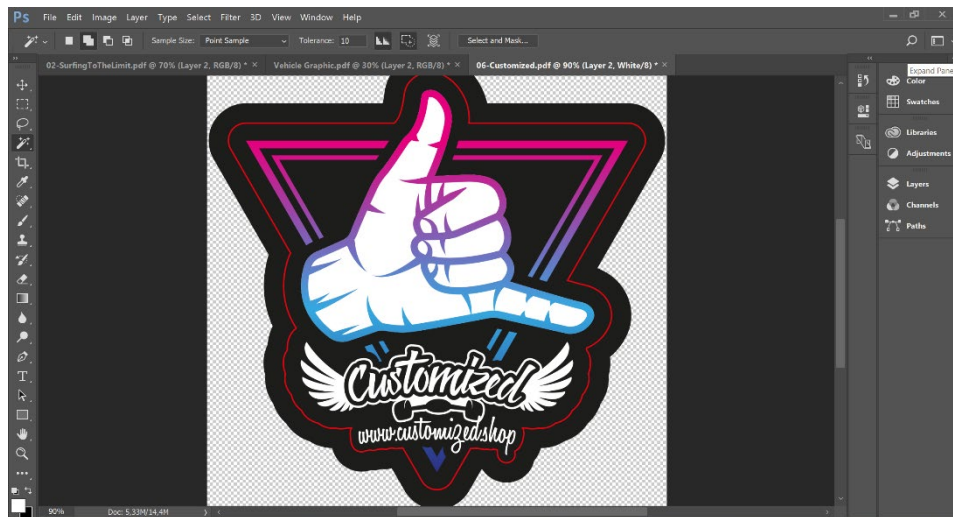 Ps File Edit Image Layer Type Select Filter 3D View Window Help
Sample Size: Point Sample Tolerance: 10 Select and Mask...
02-SurfingToTheLimit.pdf @ 70% (Layer 2, RGB/8) * × Vehicle Graphic.pdf @ 30% (Layer 2, RGB/8) * × 06-Customized.pdf @ 90% (Layer 2, White/8) * ×
Expand Pane
Color
Swatches
Libraries
Adjustments
Layers
Channels
Paths
Customized
www.customized.shop
90% Doc: 5,33M/14,4M